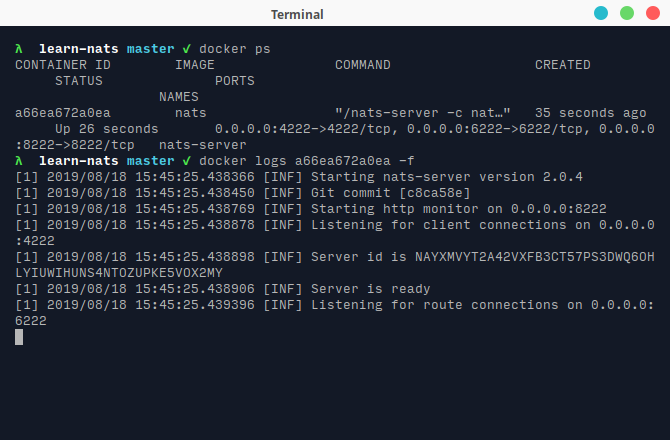 Terminal
λ  learn-nats master ✓ docker ps
CONTAINER ID        IMAGE               COMMAND                  CREATED
     STATUS              PORTS
                  NAMES
a66ea672a0ea        nats                "/nats-server -c nat…"   35 seconds ago
     Up 26 seconds       0.0.0.0:4222->4222/tcp, 0.0.0.0:6222->6222/tcp, 0.0.0.0
:8222->8222/tcp   nats-server
λ  learn-nats master ✓ docker logs a66ea672a0ea -f
[1] 2019/08/18 15:45:25.438366 [INF] Starting nats-server version 2.0.4
[1] 2019/08/18 15:45:25.438450 [INF] Git commit [c8ca58e]
[1] 2019/08/18 15:45:25.438769 [INF] Starting http monitor on 0.0.0.0:8222
[1] 2019/08/18 15:45:25.438878 [INF] Listening for client connections on 0.0.0.0
:4222
[1] 2019/08/18 15:45:25.438898 [INF] Server id is NAYXMVYT2A42VXFB3CT57PS3DWQ6OH
LYIUWIHUNS4NTOZUPKE5VOX2MY
[1] 2019/08/18 15:45:25.438906 [INF] Server is ready
[1] 2019/08/18 15:45:25.439396 [INF] Listening for route connections on 0.0.0.0:
6222